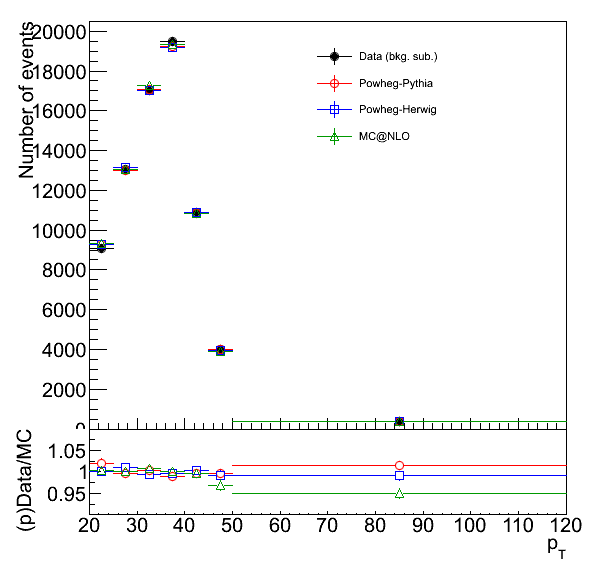 Number of events
20000
18000
16000
14000
12000
10000
8000
6000
4000
2000
0
Data (bkg. sub.)
Powheg-Pythia
Powheg-Herwig
MC@NLO
(p)Data/MC
1.05
1
0.95
20 30 40 50 60 70 80 90 100 110 120
pT